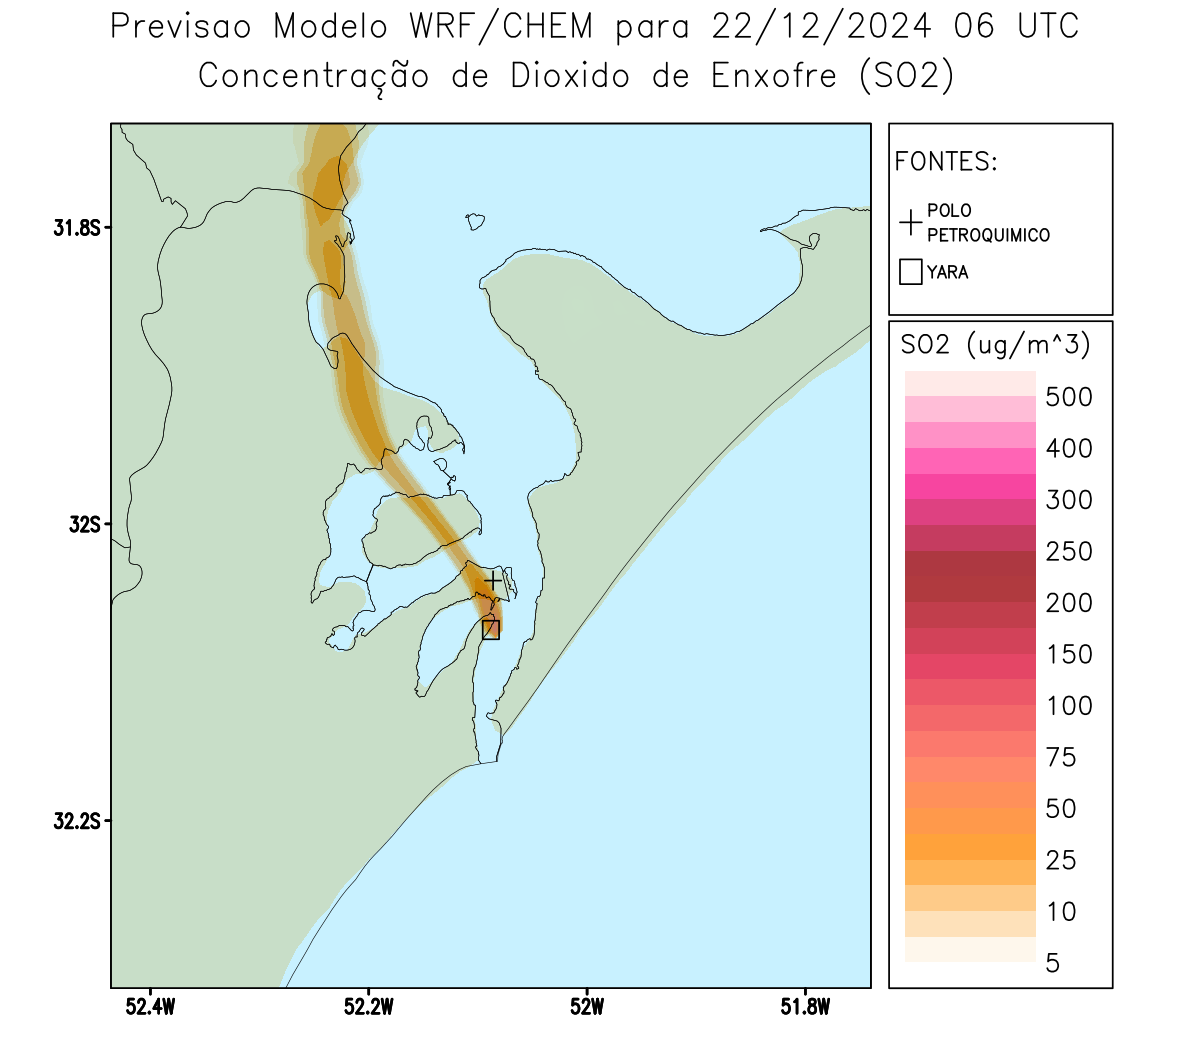 Previsao Modelo WRF/CHEM para 22/12/2024 06 UTC
Concentração de Dioxido de Enxofre (SO2)
FONTES:
POLO
PETROQUIMICO
YARA
SO2 (ug/m^3)
500
400
300
250
200
150
100
75
50
25
10
5
31.8S
32S
32.2S
52.4W
52.2W
52W
51.8W